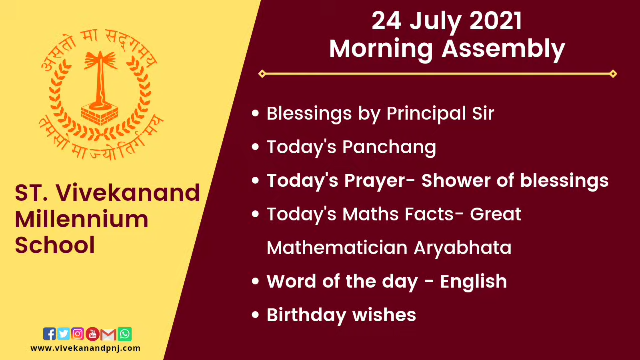 असतो मा सद्गमय
तमसो मा ज्योतिर्गमय
ST. Vivekanand
Millennium
School
www.vivekanandpnj.com
24 July 2021
Morning Assembly
• Blessings by Principal Sir
• Today's Panchang
• Today's Prayer- Shower of blessings
• Today's Maths Facts- Great
Mathematician Aryabhata
• Word of the day - English
• Birthday wishes